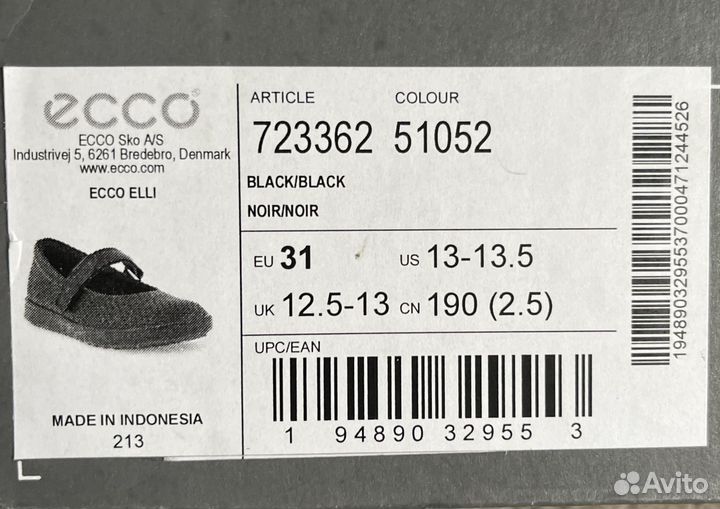 ecco
ECCO Sko A/S
Industrivej 5, 6261 Bredebro, Denmark
www.ecco.com
ECCO ELLI
MADE IN INDONESIA
213
ARTICLE COLOUR
723362 51052
BLACK/BLACK
NOIR/NOIR
EU 31 US 13-13.5
UK 12.5-13 CN 190 (2.5)
UPC/EAN
1 94890 32955 3
19489032955370004712445​26
Avito